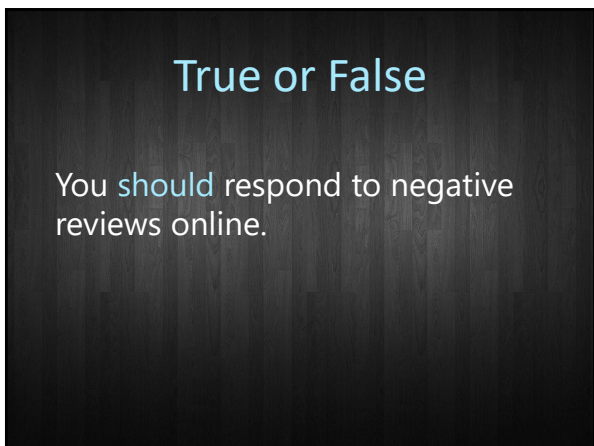 True or False
You should respond to negative
reviews online.